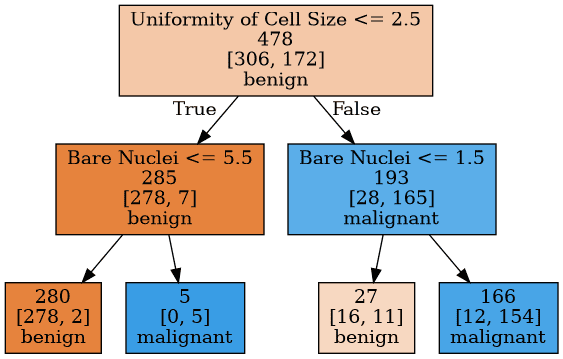 Uniformity of Cell Size <= 2.5
478
[306, 172]
benign
True
False
Bare Nuclei <= 5.5
285
[278, 7]
benign
Bare Nuclei <= 1.5
193
[28, 165]
malignant
280
[278, 2]
benign
5
[0, 5]
malignant
27
[16, 11]
benign
166
[12, 154]
malignant